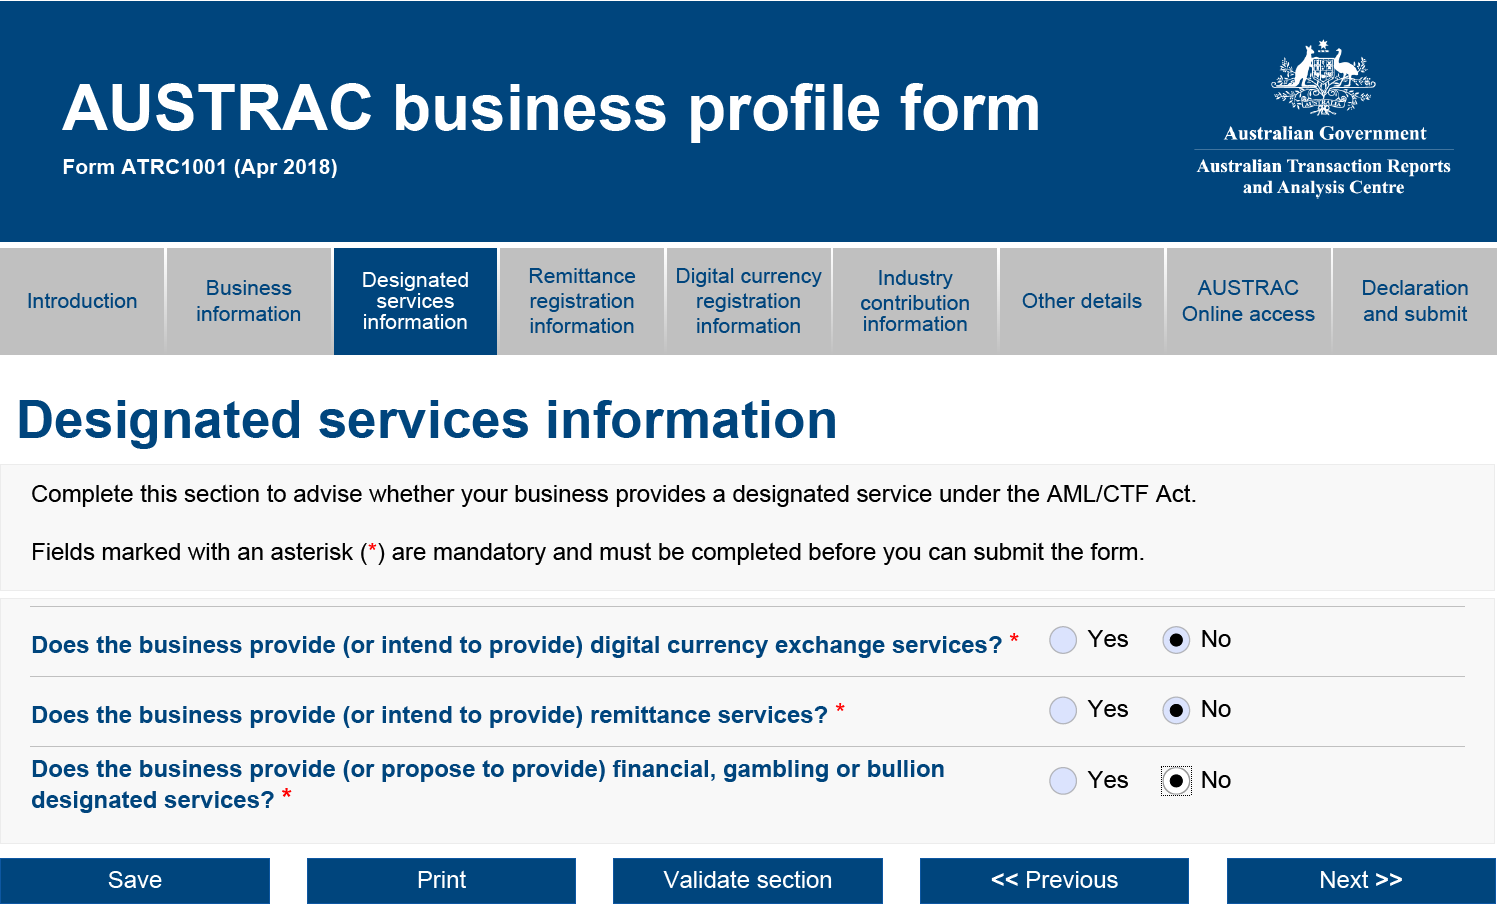 AUSTRAC business profile form
Form ATRC1001 (Apr 2018)
Australian Government
Australian Transaction Reports
and Analysis Centre
Introduction
Business
information
Designated
services
information
Remittance
registration
information
Digital currency
registration
information
Industry
contribution
information
Other details
AUSTRAC
Online access
Declaration
and submit
Designated services information
Complete this section to advise whether your business provides a designated service under the AML/CTF Act.
Fields marked with an asterisk (*) are mandatory and must be completed before you can submit the form.
Does the business provide (or intend to provide) digital currency exchange services? * Yes No
Does the business provide (or intend to provide) remittance services? * Yes No
Does the business provide (or propose to provide) financial, gambling or bullion
designated services? * Yes No
Save Print Validate section << Previous Next >>